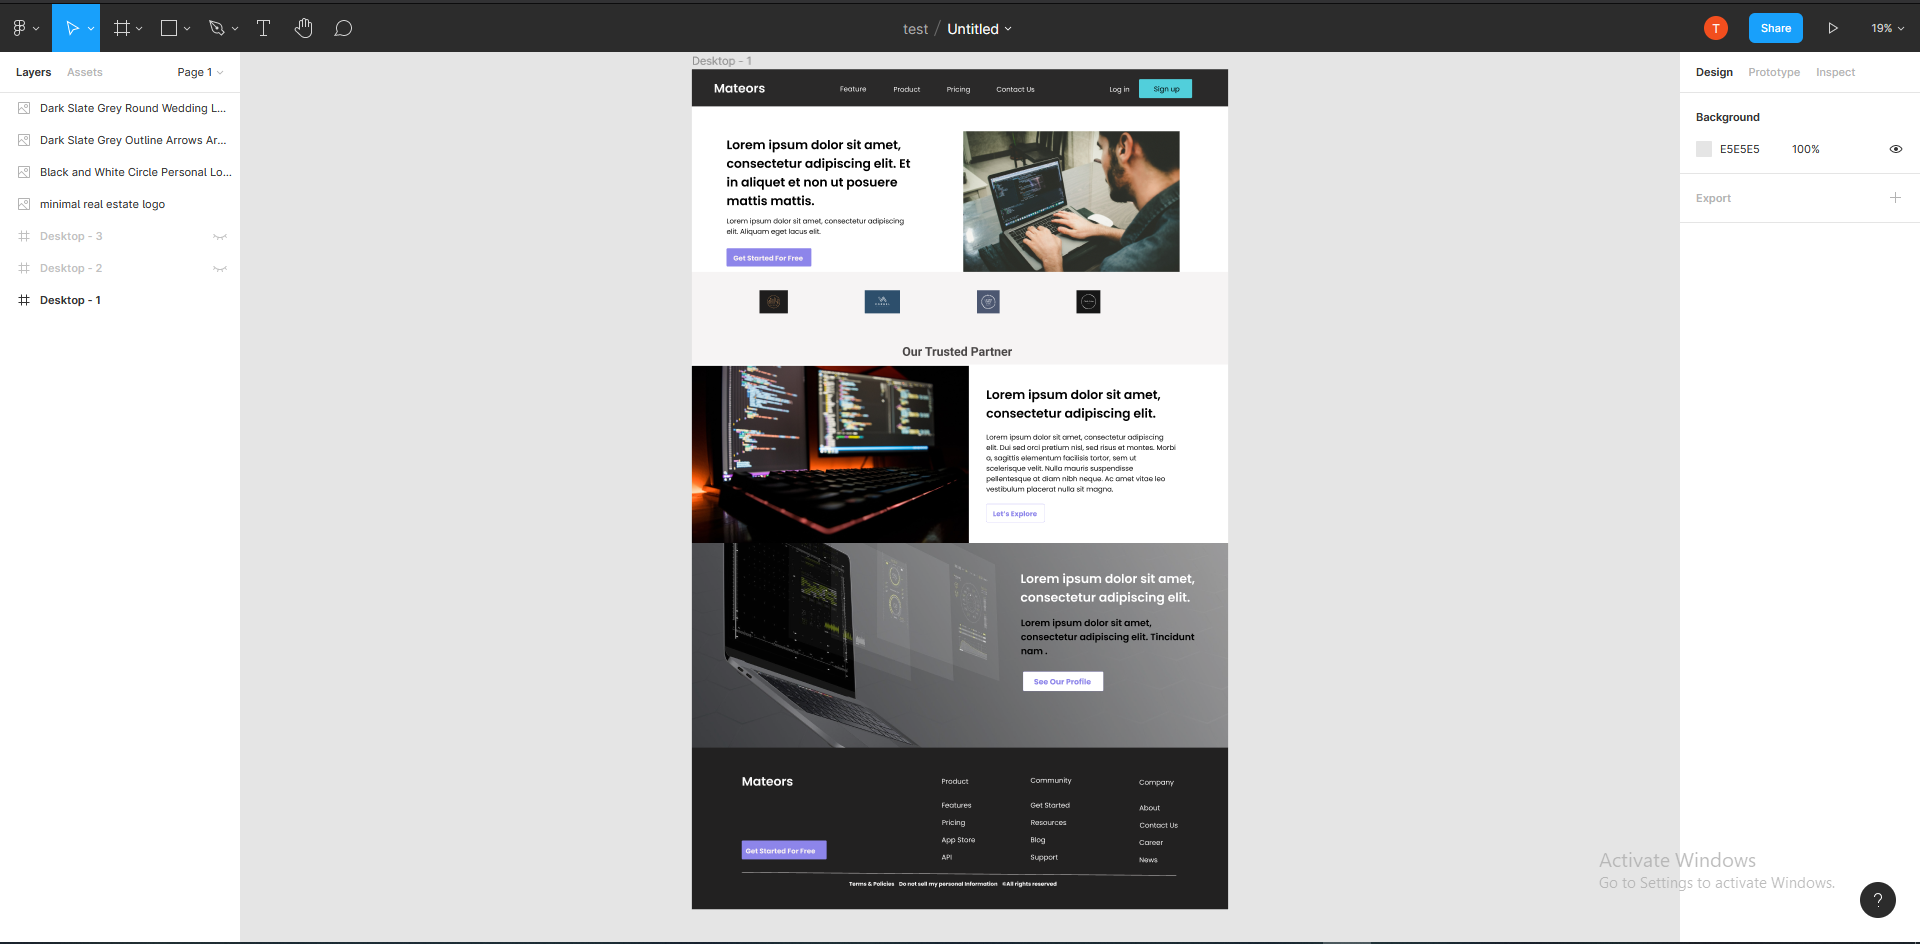 test / Untitled
T
Share
19%
Layers
Assets
Page 1
Dark Slate Grey Round Wedding L...
Dark Slate Grey Outline Arrows Ar...
Black and White Circle Personal Lo...
minimal real estate logo
Desktop - 3
Desktop - 2
Desktop - 1
Desktop - 1
Mateors
Feature
Product
Pricing
Contact Us
Log in
Sign up
Lorem ipsum dolor sit amet,
consectetur adipiscing elit. Et
in aliquet et non ut posuere
mattis mattis.
Lorem ipsum dolor sit amet, consectetur adipiscing
elit. Aliquam eget lacus elit.
Get Started For Free
Our Trusted Partner
Lorem ipsum dolor sit amet,
consectetur adipiscing elit.
Lorem ipsum dolor sit amet, consectetur adipiscing
elit. Dui sed orci pretium nisl, sed risus et montes. Morbi
a, sagittis elementum facilisis tortor, sem ut
scelerisque velit. Nulla mauris suspendisse
pellentesque at diam nibh neque. Ac amet vitae leo
vestibulum placerat nulla sit magna.
Let's Explore
Lorem ipsum dolor sit amet,
consectetur adipiscing elit.
Lorem ipsum dolor sit amet,
consectetur adipiscing elit. Tincidunt
nam .
See Our Profile
Mateors
Get Started For Free
Product
Features
Pricing
App Store
API
Community
Get Started
Resources
Blog
Support
Company
About
Contact Us
Career
News
Terms & Policies Do not sell my personal Information ©All rights reserved
Design
Prototype
Inspect
Background
E5E5E5
100%
Export
+
Activate Windows
Go to Settings to activate Windows.
?